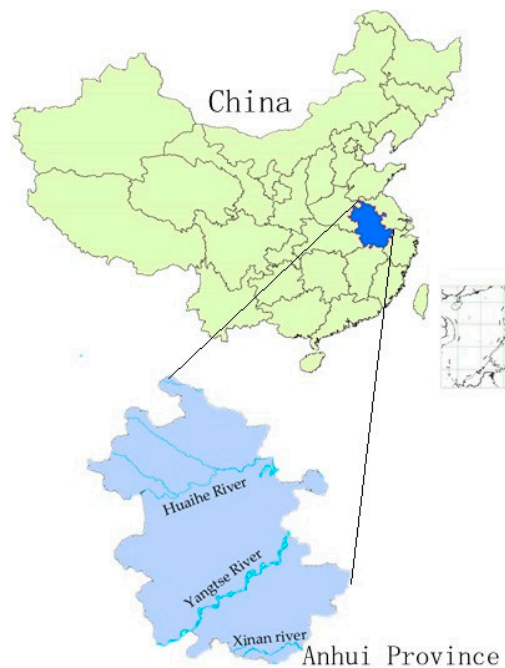 China
Huaihe River
Yangtse River
Xinan river
Anhui Province